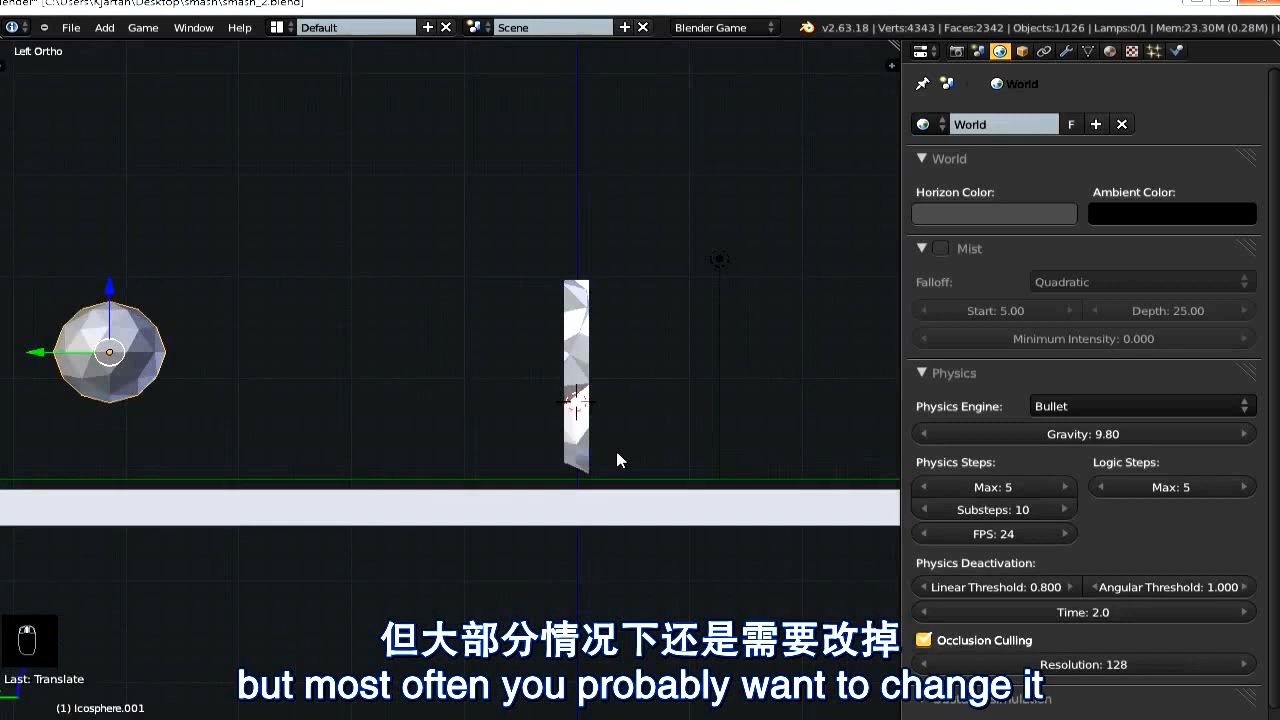 ender" [C:\Users\Kjartan\Desktop\smash\smash_2.blend]
File Add Game Window Help Default Scene Blender Game v2.63.18 | Verts:4343 | Faces:2342 | Objects:1/126 | Lamps:0/1 | Mem:23.30M (0.28M) |
Left Ortho
World
World F
World
Horizon Color: Ambient Color:
Mist
Falloff: Quadratic
Start: 5.00 Depth: 25.00
Minimum Intensity: 0.000
Physics
Physics Engine: Bullet
Gravity: 9.80
Physics Steps: Logic Steps:
Max: 5 Max: 5
Substeps: 10
FPS: 24
Physics Deactivation:
Linear Threshold: 0.800 Angular Threshold: 1.000
Time: 2.0
Occlusion Culling
Resolution: 128
但大部分情况下还是需要改掉
but most often you probably want to change it
Last: Translate
(1) Icosphere.001